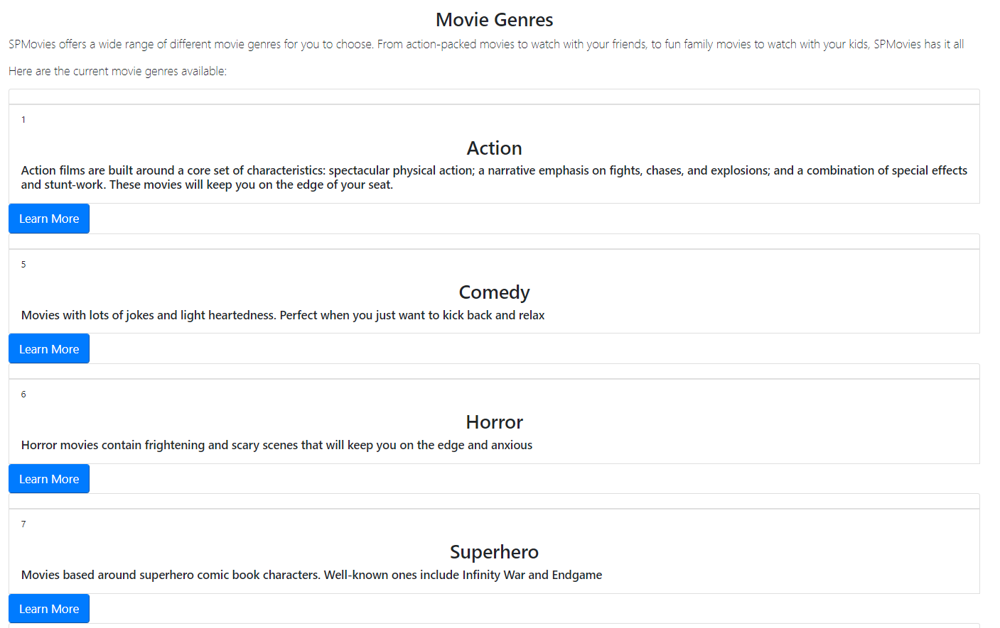 Movie Genres
SPMovies offers a wide range of different movie genres for you to choose. From action-packed movies to watch with your friends, to fun family movies to watch with your kids, SPMovies has it all
Here are the current movie genres available:
1
Action
Action films are built around a core set of characteristics: spectacular physical action; a narrative emphasis on fights, chases, and explosions; and a combination of special effects
and stunt-work. These movies will keep you on the edge of your seat.
Learn More
5
Comedy
Movies with lots of jokes and light heartedness. Perfect when you just want to kick back and relax
Learn More
6
Horror
Horror movies contain frightening and scary scenes that will keep you on the edge and anxious
Learn More
7
Superhero
Movies based around superhero comic book characters. Well-known ones include Infinity War and Endgame
Learn More